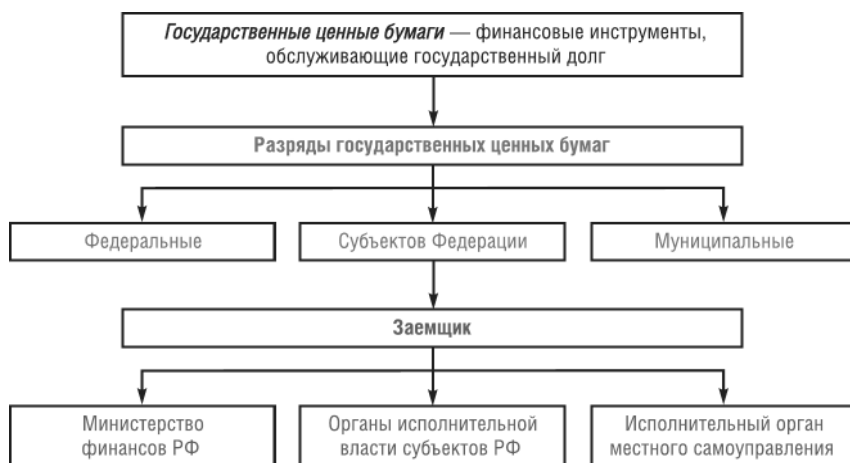 Государственные ценные бумаги — финансовые инструменты,
обслуживающие государственный долг
Разряды государственных ценных бумаг
Федеральные
Субъектов Федерации
Муниципальные
Заемщик
Министерство
финансов РФ
Органы исполнительной
власти субъектов РФ
Исполнительный орган
местного самоуправления